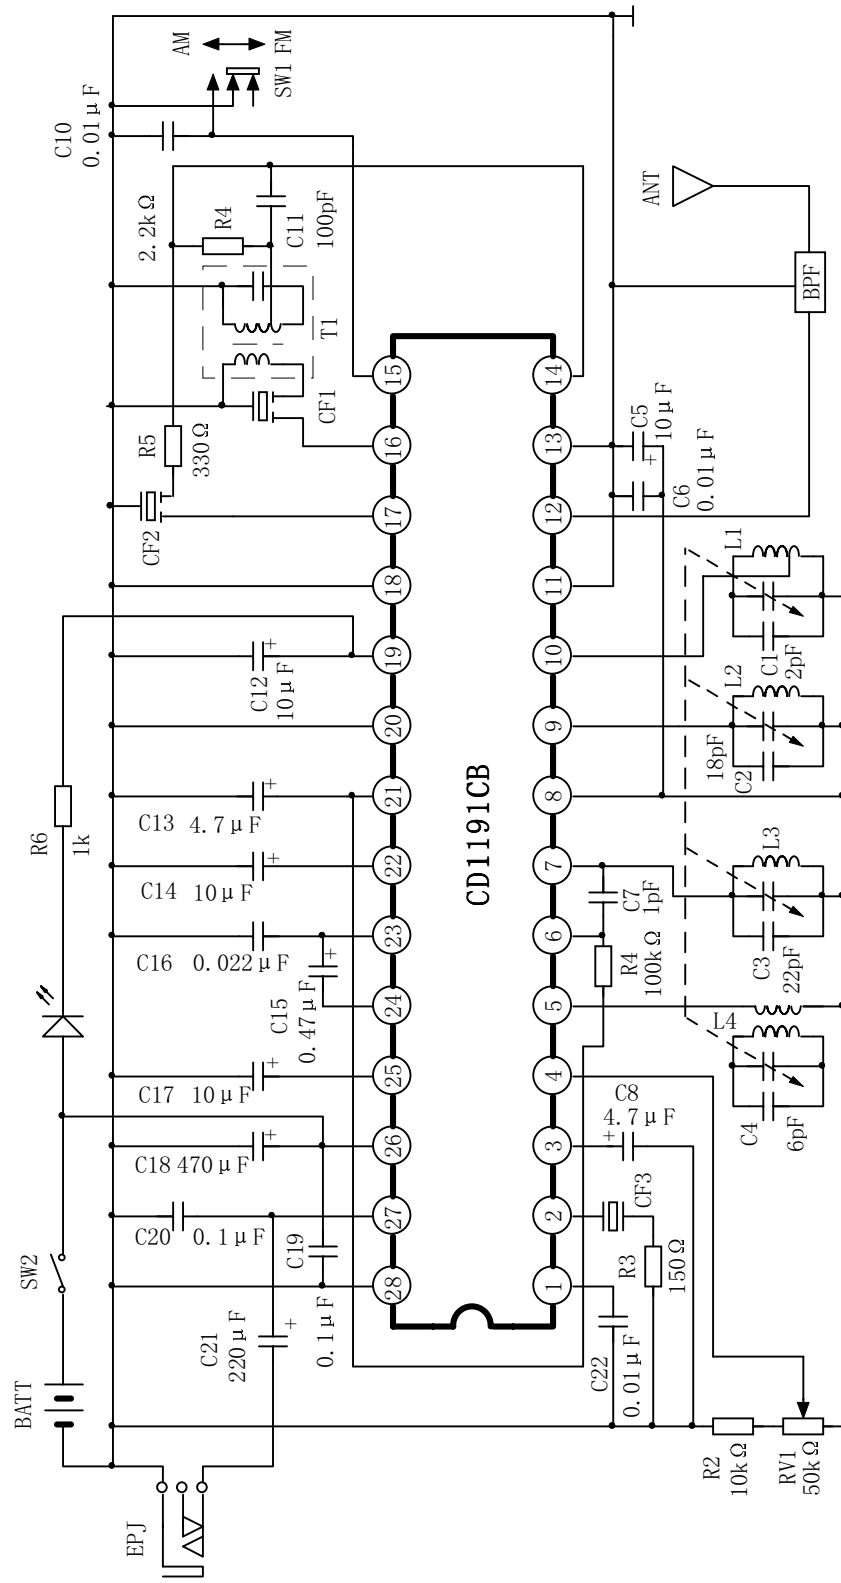 AM
SW1 FM
C10
0.01μF
2.2kΩ
R4
C11
100pF
T1
ANT
BPF
R5
330Ω
CF1
CF2
15
16
17
18
19
20
21
22
23
24
25
26
27
28
14
13
12
11
10
9
8
7
6
5
4
3
2
1
CD1191CB
C5
10μF
+
C6
0.01μF
L1
C1
2pF
L2
18pF
C2
L3
C3
22pF
L4
C4
6pF
C12
10μF
+
R6
1k
C13 4.7μF
+
C14 10μF
+
C16 0.022μF
C15
0.47μF
+
C17 10μF
+
C18 470μF
+
C20 0.1μF
C19
0.1μF
SW2
BATT
C21
220μF
+
EPJ
C7
1pF
R4
100kΩ
C8
4.7μF
+
CF3
R3
150Ω
C22
0.01μF
R2
10kΩ
RV1
50kΩ